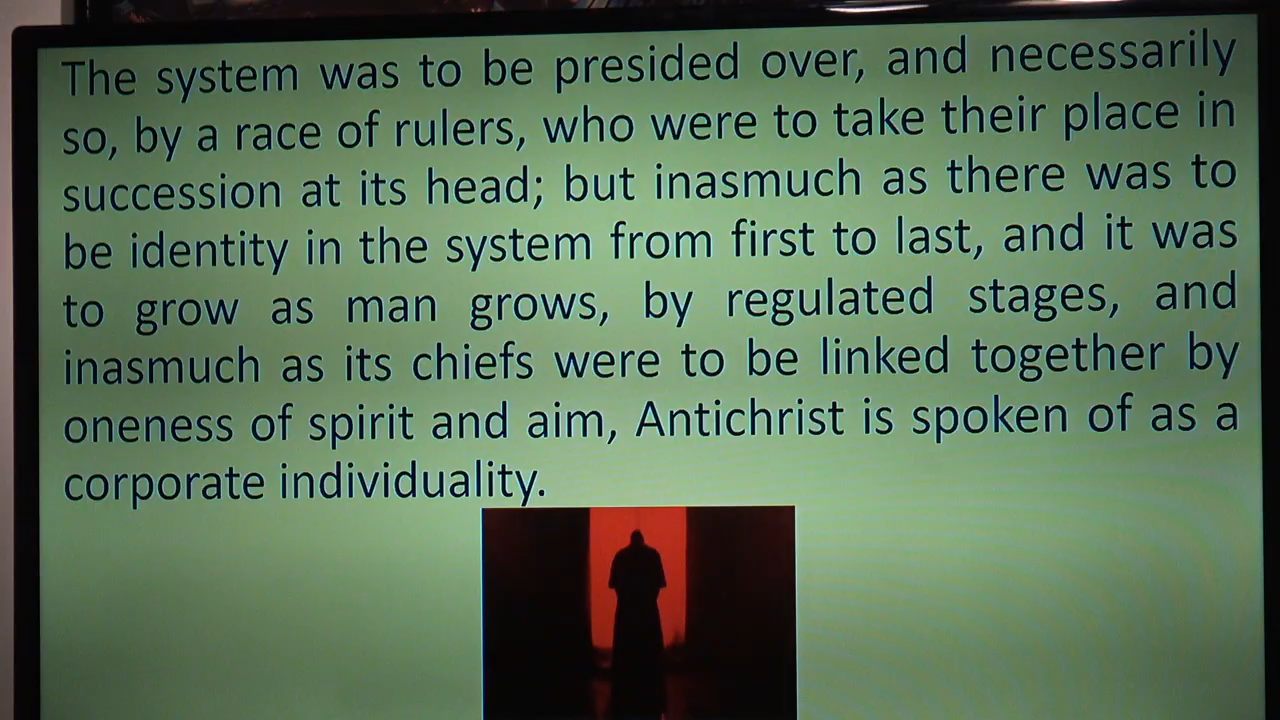 The system was to be presided over, and necessarily
so, by a race of rulers, who were to take their place in
succession at its head; but inasmuch as there was to
be identity in the system from first to last, and it was
to grow as man grows, by regulated stages, and
inasmuch as its chiefs were to be linked together by
oneness of spirit and aim, Antichrist is spoken of as a
corporate individuality.